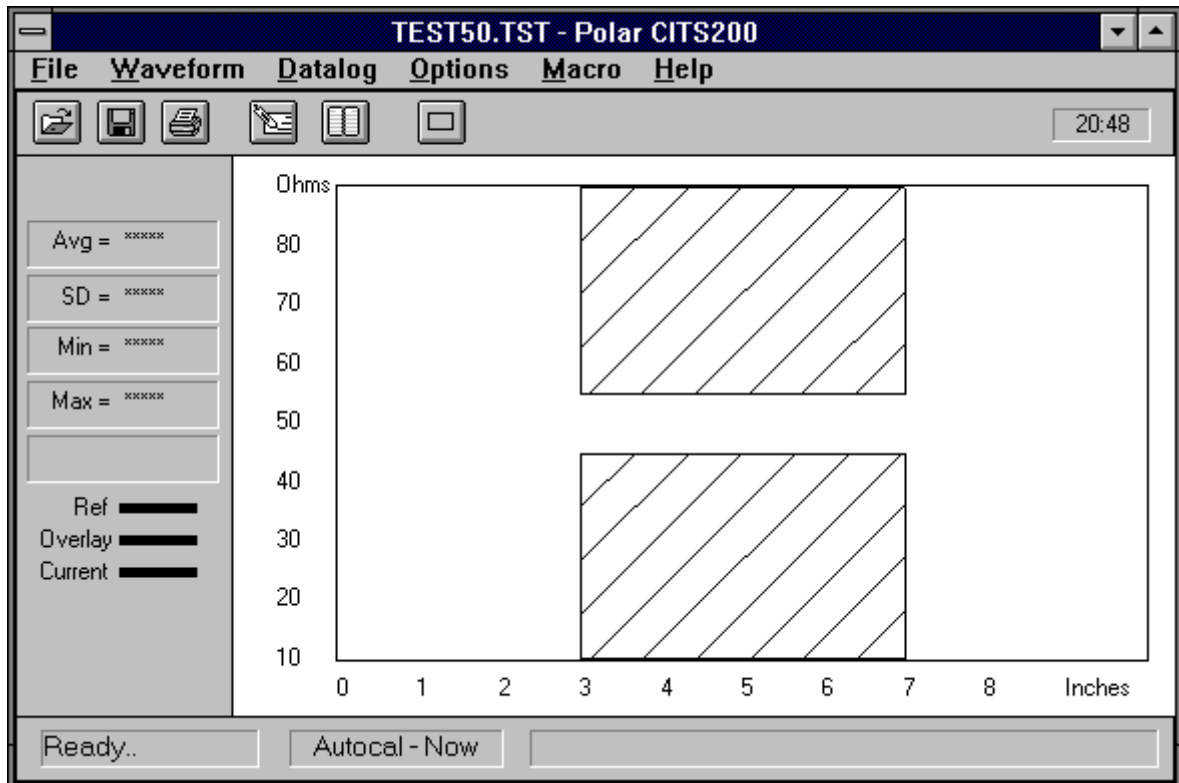 TEST50.TST - Polar CITS200
File Waveform Datalog Options Macro Help
20:48
Avg = *****
SD = *****
Min = *****
Max = *****
Ref
Overlay
Current
Ohms
80
70
60
50
40
30
20
10
0 1 2 3 4 5 6 7 8 Inches
Ready..
Autocal - Now